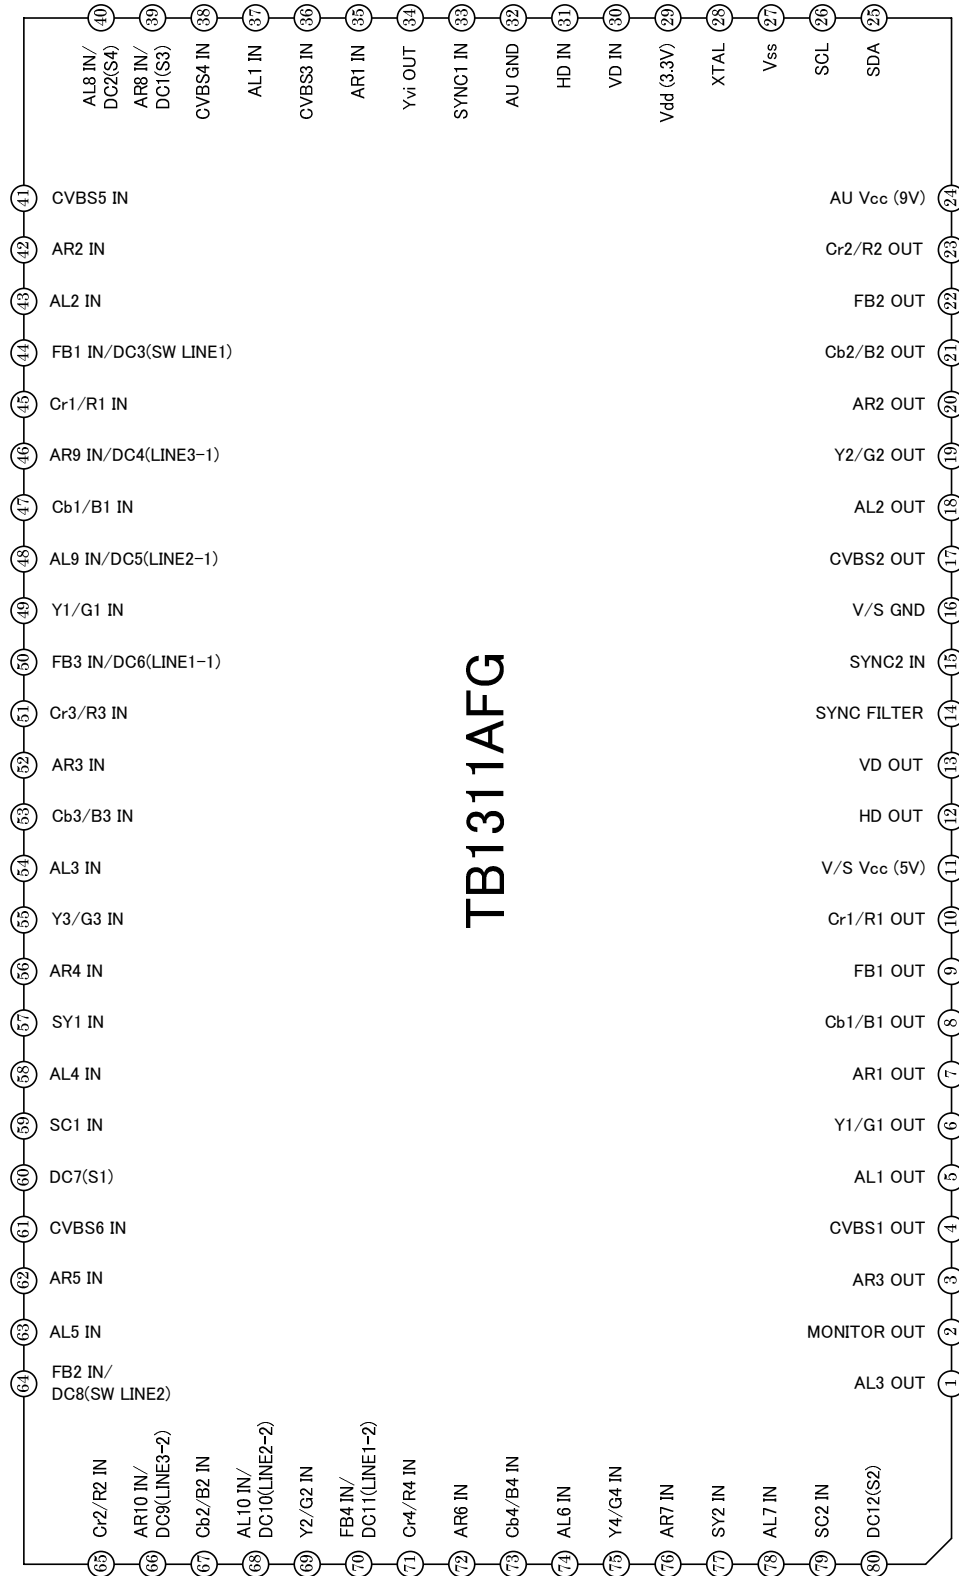 40
39
38
37
36
35
34
33
32
31
30
29
28
27
26
25
AL8 IN/
DC2(S4)
AR8 IN/
DC1(S3)
CVBS4 IN
AL1 IN
CVBS3 IN
AR1 IN
Yvi OUT
SYNC1 IN
AU GND
HD IN
VD IN
Vdd (3.3V)
XTAL
Vss
SCL
SDA
41 CVBS5 IN
42 AR2 IN
43 AL2 IN
44 FB1 IN/DC3(SW LINE1)
45 Cr1/R1 IN
46 AR9 IN/DC4(LINE3-1)
47 Cb1/B1 IN
48 AL9 IN/DC5(LINE2-1)
49 Y1/G1 IN
50 FB3 IN/DC6(LINE1-1)
51 Cr3/R3 IN
52 AR3 IN
53 Cb3/B3 IN
54 AL3 IN
55 Y3/G3 IN
56 AR4 IN
57 SY1 IN
58 AL4 IN
59 SC1 IN
60 DC7(S1)
61 CVBS6 IN
62 AR5 IN
63 AL5 IN
64 FB2 IN/
DC8(SW LINE2)
TB1311AFG
AU Vcc (9V) 24
Cr2/R2 OUT 23
FB2 OUT 22
Cb2/B2 OUT 21
AR2 OUT 20
Y2/G2 OUT 19
AL2 OUT 18
CVBS2 OUT 17
V/S GND 16
SYNC2 IN 15
SYNC FILTER 14
VD OUT 13
HD OUT 12
V/S Vcc (5V) 11
Cr1/R1 OUT 10
FB1 OUT 9
Cb1/B1 OUT 8
AR1 OUT 7
Y1/G1 OUT 6
AL1 OUT 5
CVBS1 OUT 4
AR3 OUT 3
MONITOR OUT 2
AL3 OUT 1
Cr2/R2 IN
AR10 IN/
DC9(LINE3-2)
Cb2/B2 IN
AL10 IN/
DC10(LINE2-2)
Y2/G2 IN
FB4 IN/
DC11(LINE1-2)
Cr4/R4 IN
AR6 IN
Cb4/B4 IN
AL6 IN
Y4/G4 IN
AR7 IN
SY2 IN
AL7 IN
SC2 IN
DC12(S2)
65
66
67
68
69
70
71
72
73
74
75
76
77
78
79
80